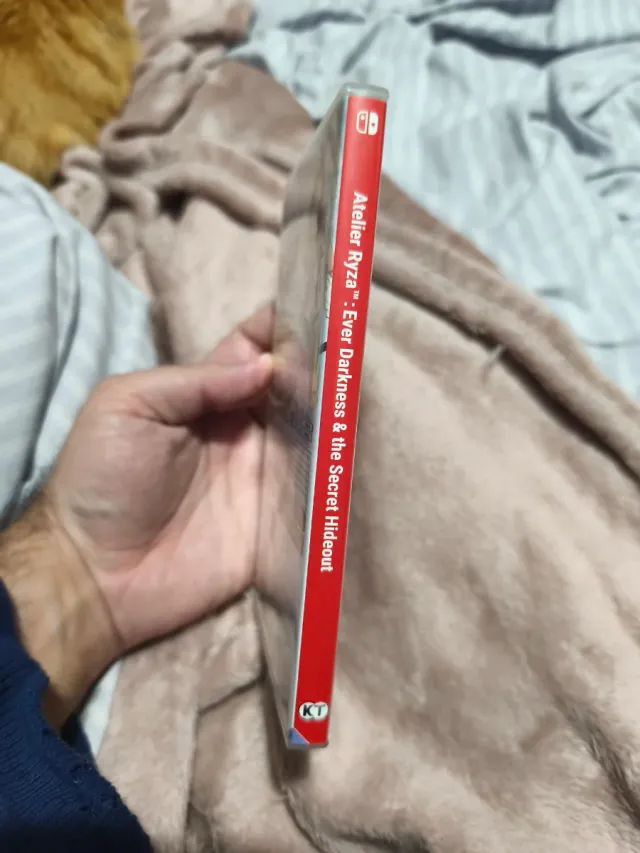 Atelier Ryza™: Ever Darkness & the Secret Hideout
KT